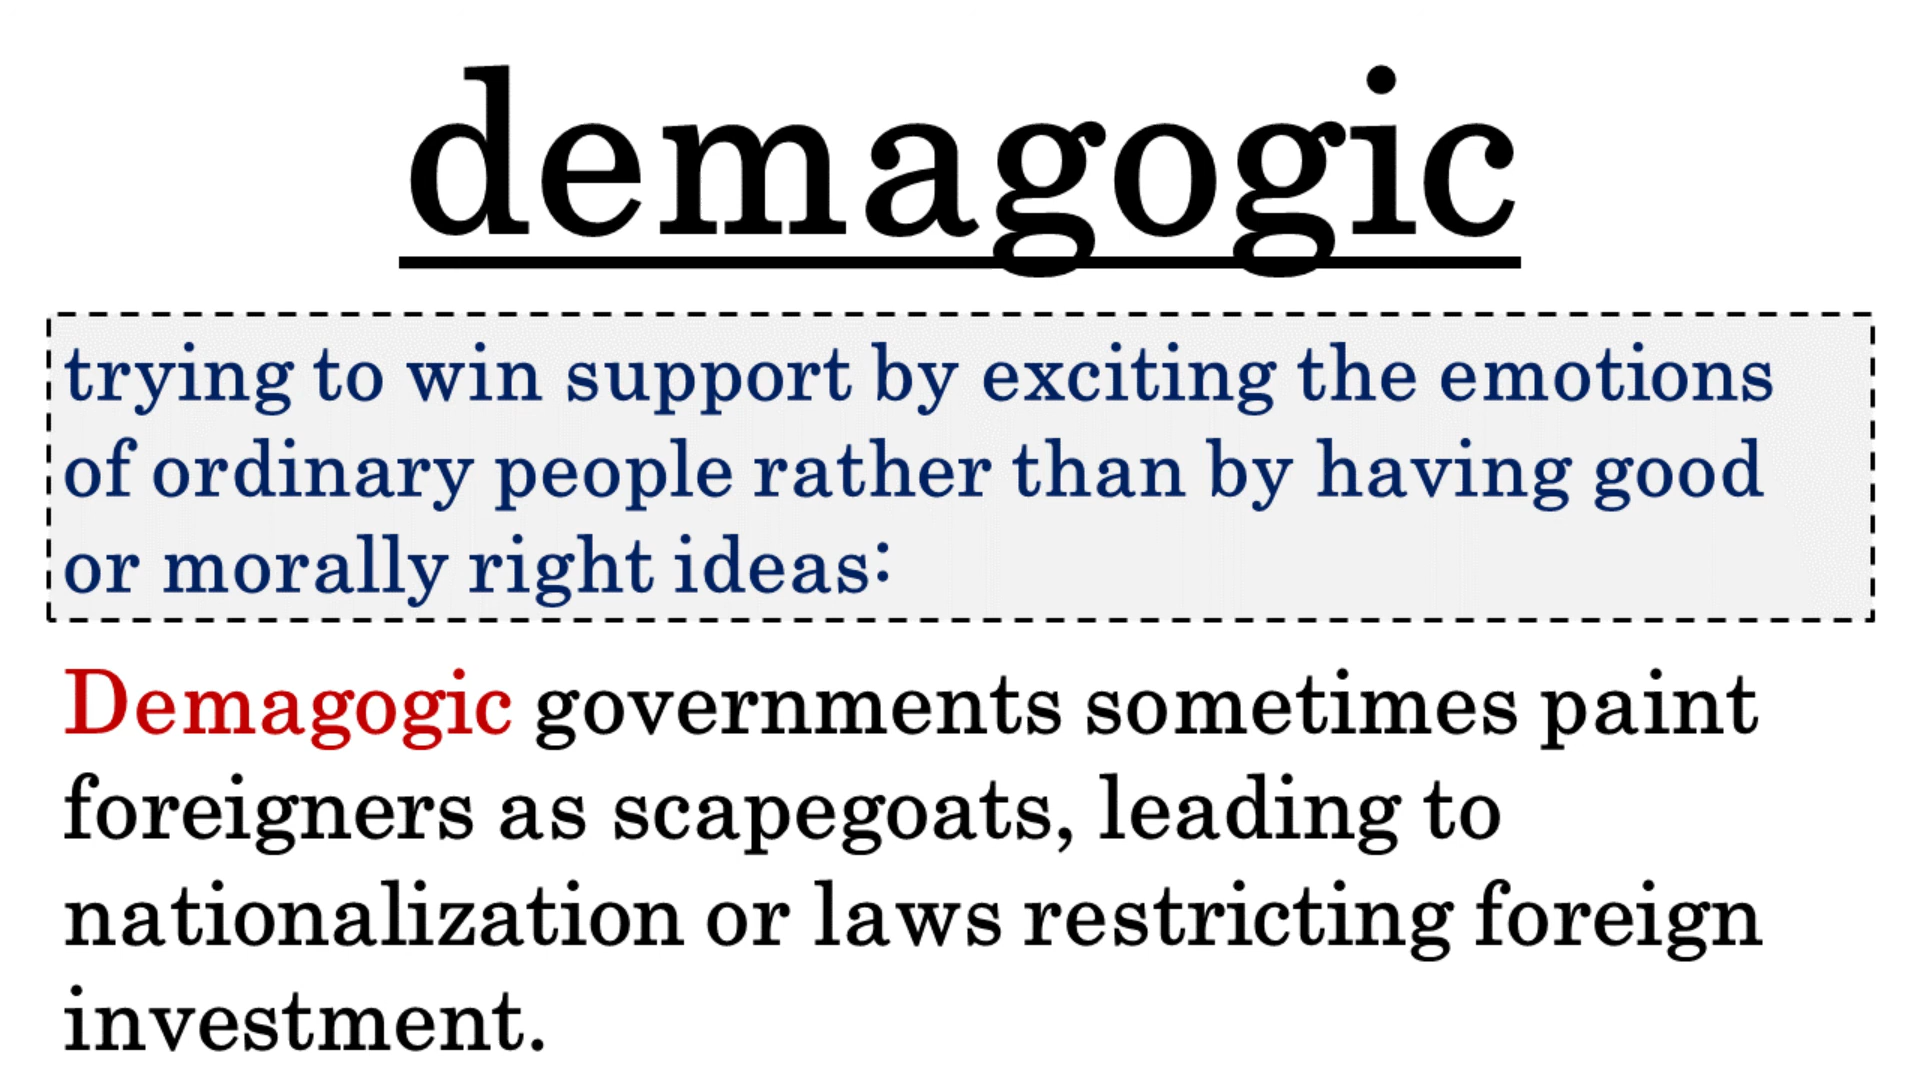 demagogic
trying to win support by exciting the emotions
of ordinary people rather than by having good
or morally right ideas:
Demagogic governments sometimes paint
foreigners as scapegoats, leading to
nationalization or laws restricting foreign
investment.